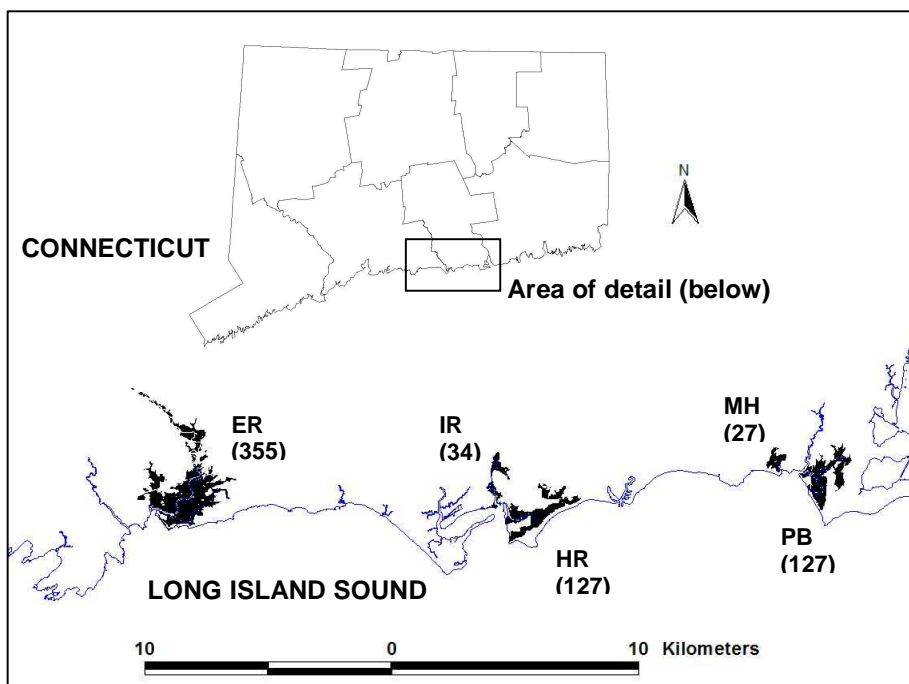 N
CONNECTICUT
Area of detail (below)
ER
(355)
IR
(34)
MH
(27)
HR
(127)
PB
(127)
LONG ISLAND SOUND
10 0 10 Kilometers